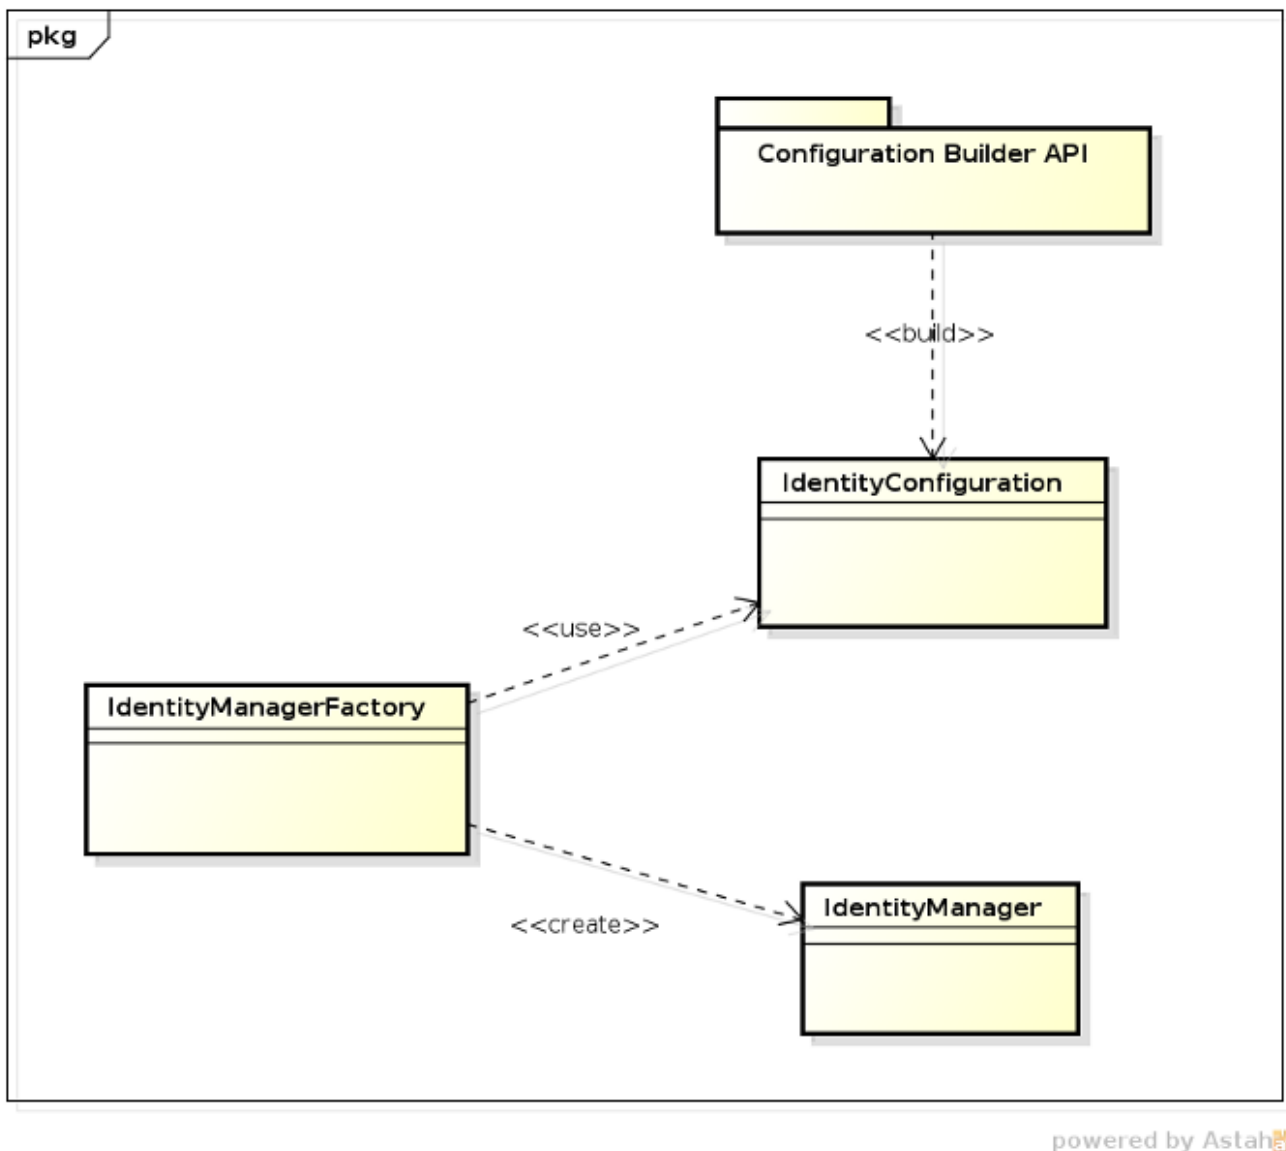 pkg
Configuration Builder API
<<build>>
IdentityConfiguration
<<use>>
IdentityManagerFactory
IdentityManager
<<create>>
powered by Astah